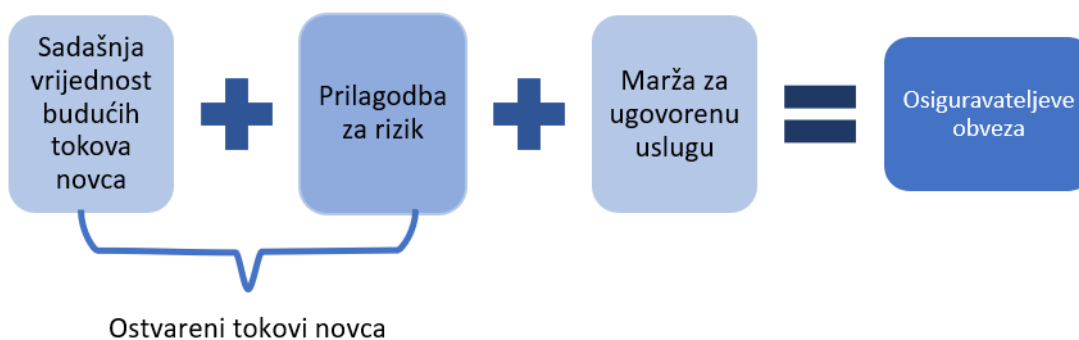 Sadašnja
vrijednost
budućih
tokova
novca
Prilagodba
za rizik
Marža za
ugovorenu
uslugu
Osiguravateljeve
obveza
Ostvareni tokovi novca